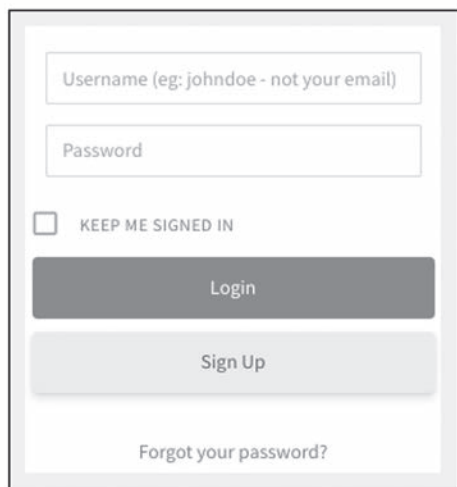 Username (eg: johndoe - not your email)
Password
KEEP ME SIGNED IN
Login
Sign Up
Forgot your password?